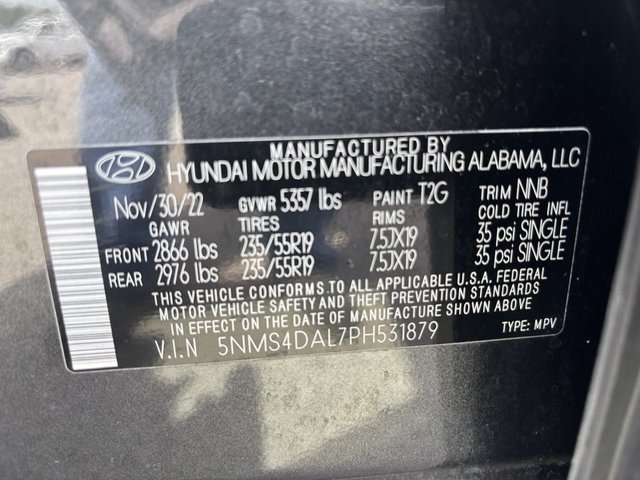 MANUFACTURED BY
HYUNDAI MOTOR MANUFACTURING ALABAMA, LLC
Nov/30/22 GVWR 5357 lbs PAINT T2G TRIM NNB
GAWR TIRES RIMS COLD TIRE INFL
FRONT 2866 lbs 235/55R19 7.5JX19 35 psi SINGLE
REAR 2976 lbs 235/55R19 7.5JX19 35 psi SINGLE
THIS VEHICLE CONFORMS TO ALL APPLICABLE U.S.A. FEDERAL
MOTOR VEHICLE SAFETY AND THEFT PREVENTION STANDARDS
IN EFFECT ON THE DATE OF MANUFACTURE SHOWN ABOVE
V.I.N 5NMS4DAL7PH531879 TYPE: MPV